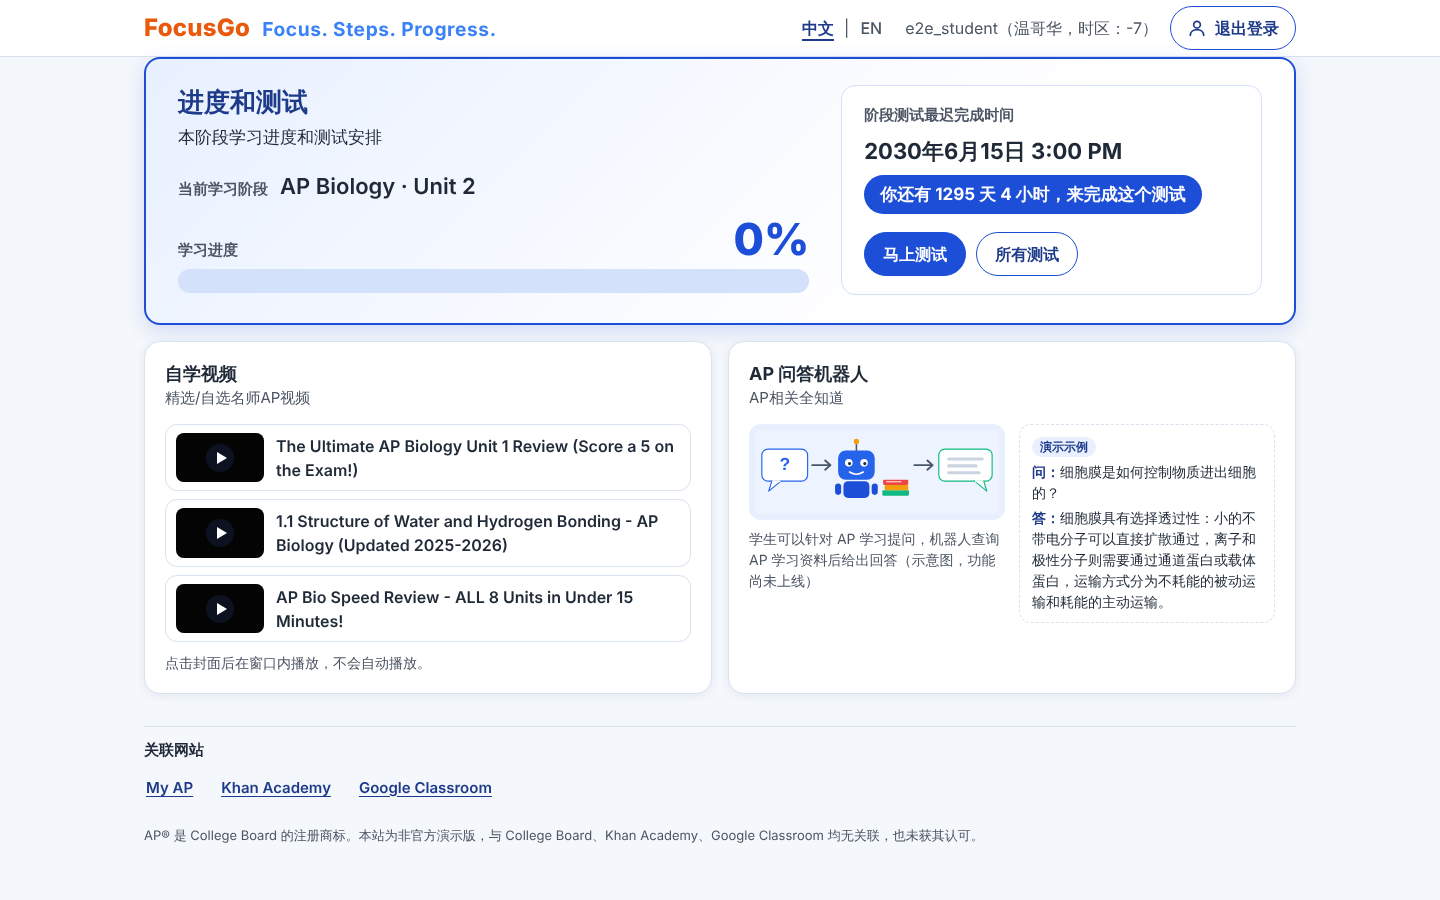 FocusGo Focus. Steps. Progress.
中文 | EN e2e_student（温哥华，时区：-7） 退出登录
进度和测试
本阶段学习进度和测试安排
当前学习阶段 AP Biology · Unit 2
学习进度 0%
阶段测试最迟完成时间
2030年6月15日 3:00 PM
你还有 1295 天 4 小时，来完成这个测试
马上测试 所有测试
自学视频
精选/自选名师AP视频
The Ultimate AP Biology Unit 1 Review (Score a 5 on
the Exam!)
1.1 Structure of Water and Hydrogen Bonding - AP
Biology (Updated 2025-2026)
AP Bio Speed Review - ALL 8 Units in Under 15
Minutes!
点击封面后在窗口内播放，不会自动播放。
AP 问答机器人
AP相关全知道
?
学生可以针对 AP 学习提问，机器人查询
AP 学习资料后给出回答（示意图，功能
尚未上线）
演示示例
问：细胞膜是如何控制物质进出细胞
的？
答：细胞膜具有选择透过性：小的不
带电分子可以直接扩散通过，离子和
极性分子则需要通过通道蛋白或载体
蛋白，运输方式分为不耗能的被动运
输和耗能的主动运输。
关联网站
My AP Khan Academy Google Classroom
AP® 是 College Board 的注册商标。本站为非官方演示版，与 College Board、Khan Academy、Google Classroom 均无关联，也未获其认可。